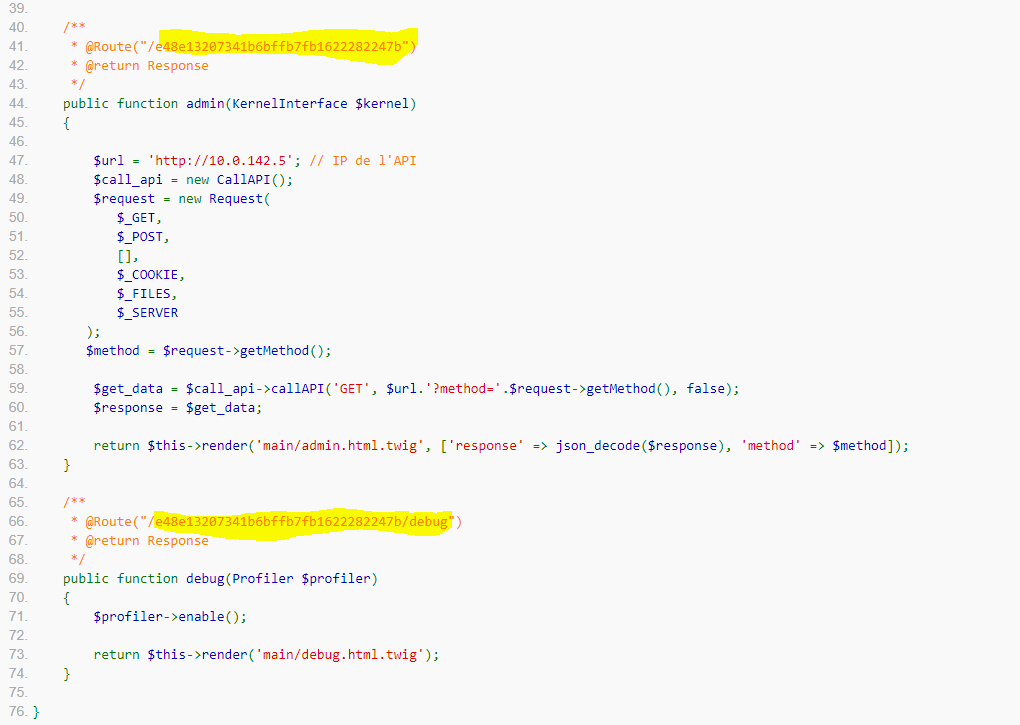 39.
40. /**
41. * @Route("/e48e13207341b6bffb7fb1622282247b")
42. * @return Response
43. */
44. public function admin(KernelInterface $kernel)
45. {
46.
47. $url = 'http://10.0.142.5'; // IP de l'API
48. $call_api = new CallAPI();
49. $request = new Request(
50. $_GET,
51. $_POST,
52. [],
53. $_COOKIE,
54. $_FILES,
55. $_SERVER
56. );
57. $method = $request->getMethod();
58.
59. $get_data = $call_api->callAPI('GET', $url.'?method='.$request->getMethod(), false);
60. $response = $get_data;
61.
62. return $this->render('main/admin.html.twig', ['response' => json_decode($response), 'method' => $method]);
63. }
64.
65. /**
66. * @Route("/e48e13207341b6bffb7fb1622282247b/debug")
67. * @return Response
68. */
69. public function debug(Profiler $profiler)
70. {
71. $profiler->enable();
72.
73. return $this->render('main/debug.html.twig');
74. }
75.
76. }